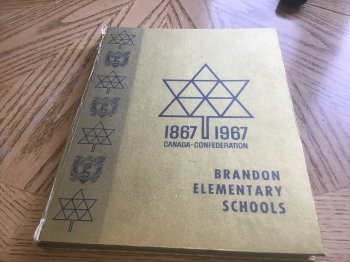 1867 1967
CANADA-CONFEDERATION
BRANDON
ELEMENTARY
SCHOOLS